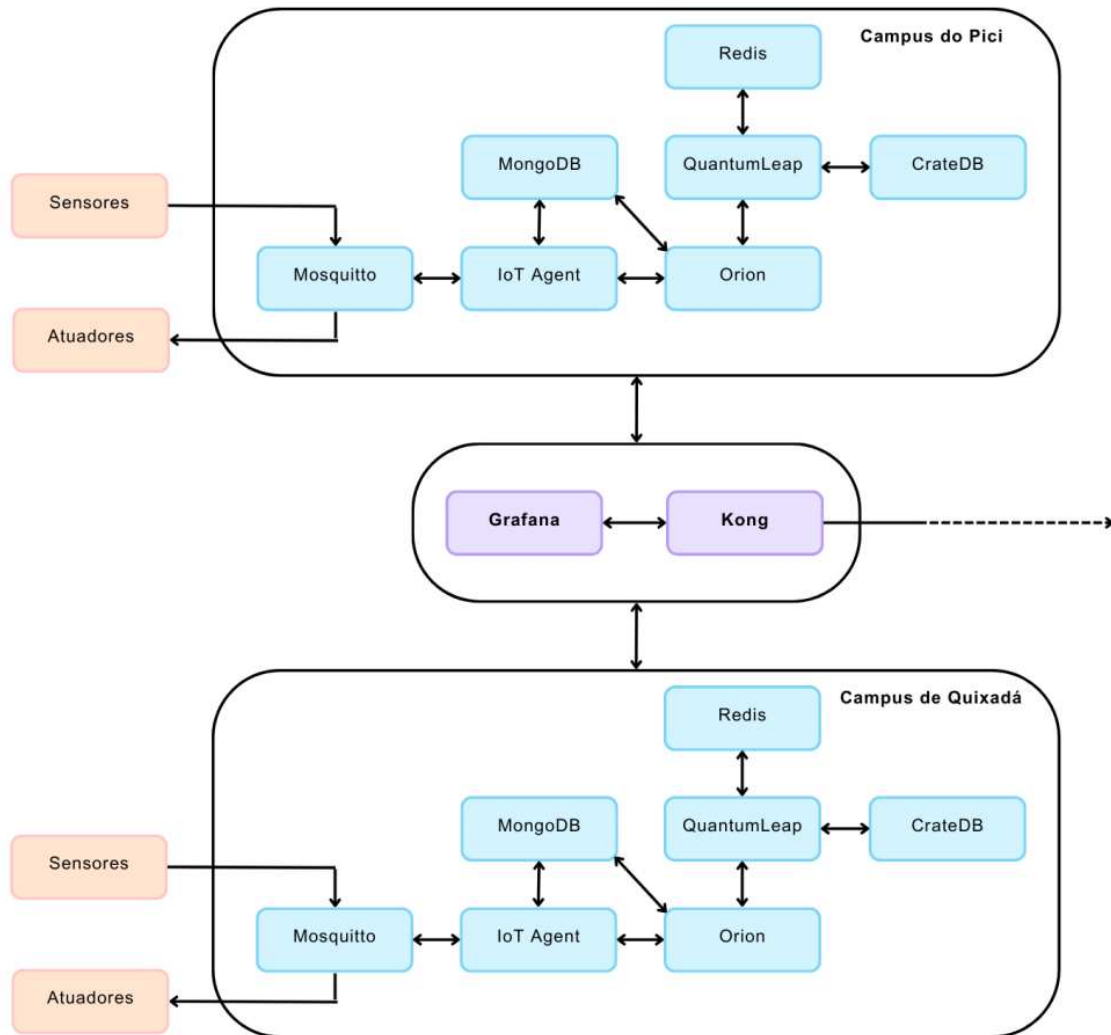 Campus do Pici
Redis
MongoDB
QuantumLeap
CrateDB
Sensores
Mosquitto
IoT Agent
Orion
Atuadores
Grafana
Kong
Campus de Quixadá
Redis
MongoDB
QuantumLeap
CrateDB
Sensores
Mosquitto
IoT Agent
Orion
Atuadores